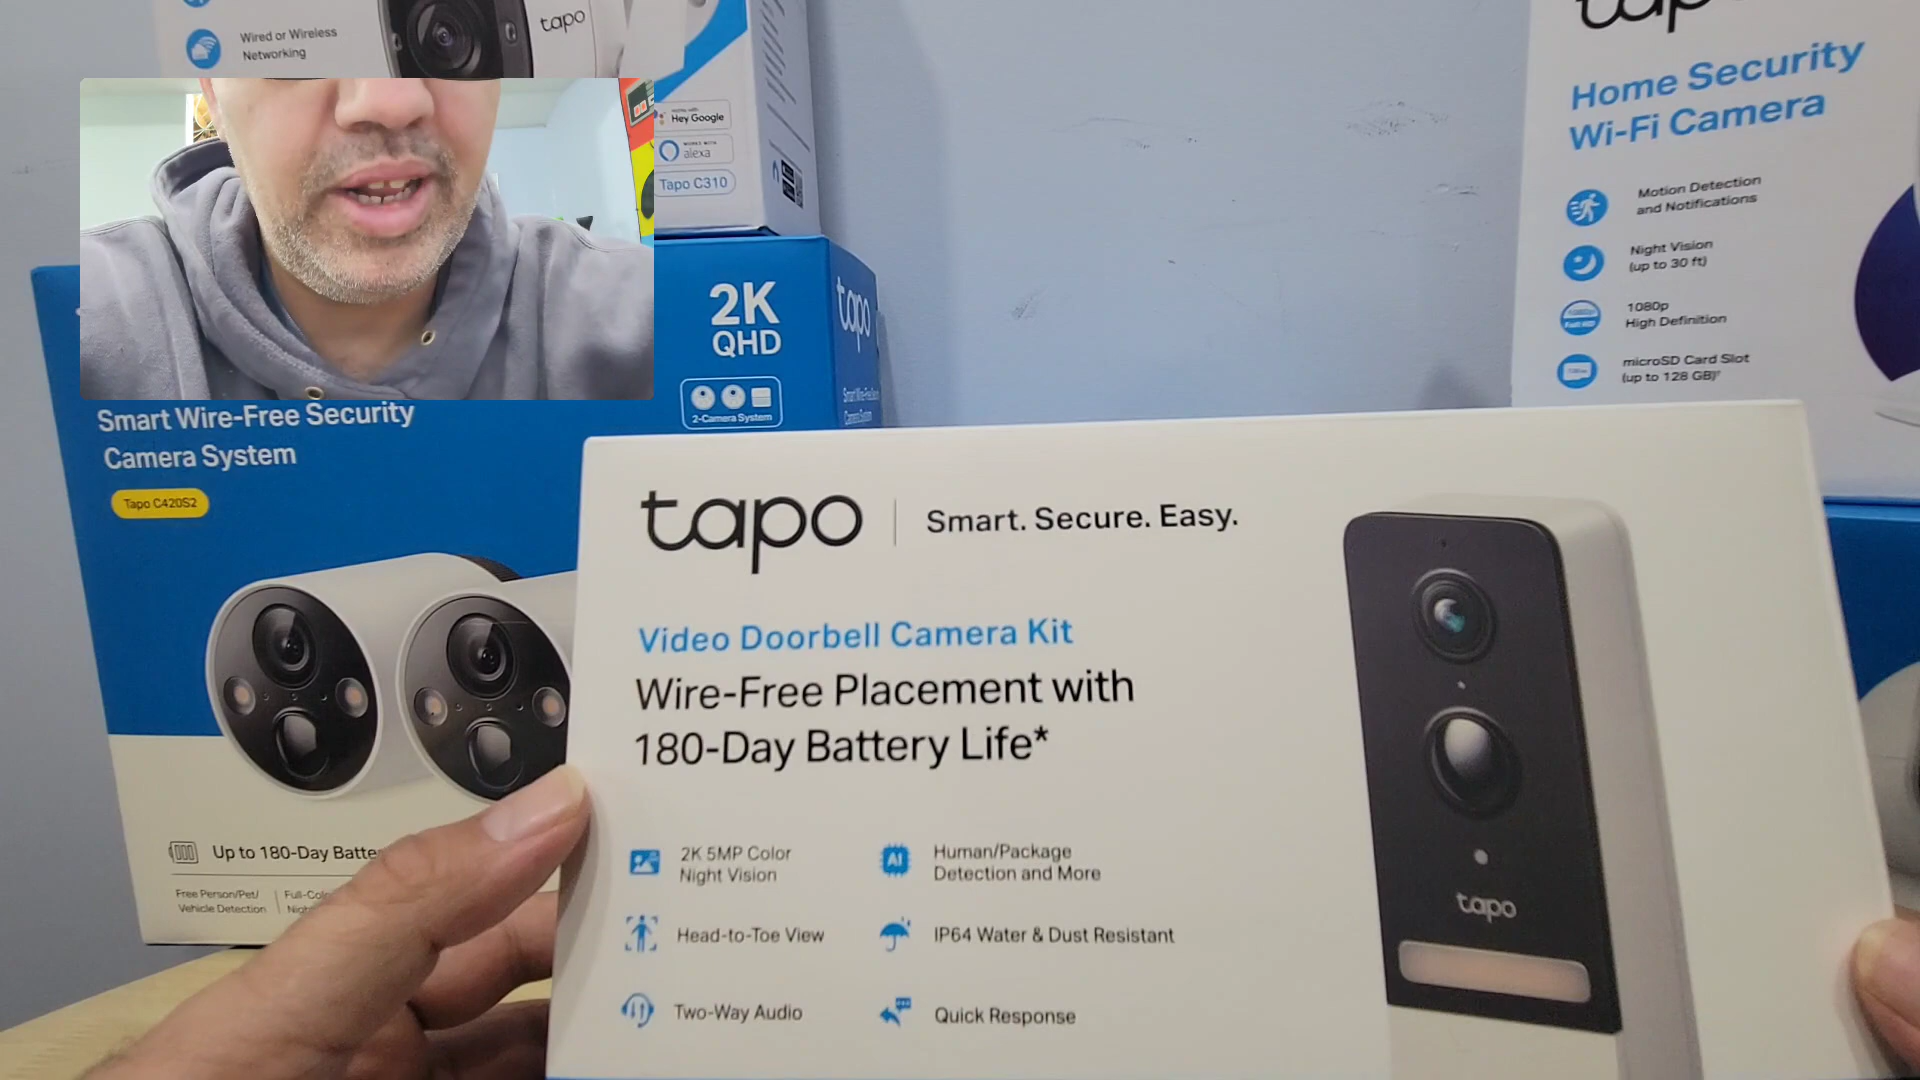 Wired or Wireless
Networking
tapo
Hey Google
WORKS WITH
alexa
Tapo C310
Home Security
Wi-Fi Camera
Motion Detection
and Notifications
Night Vision
(up to 30 ft)
1080p
High Definition
microSD Card Slot
(up to 128 GB)
2K
QHD
2-Camera System
tapo
Smart Wire-Free Security
Camera System
Tapo C420S2
Up to 180-Day
Free Person/Pet/
Vehicle Detection
tapo
Smart. Secure. Easy.
Video Doorbell Camera Kit
Wire-Free Placement with
180-Day Battery Life*
2K 5MP Color
Night Vision
AI
Human/Package
Detection and More
Head-to-Toe View
IP64 Water & Dust Resistant
Two-Way Audio
Quick Response
tapo